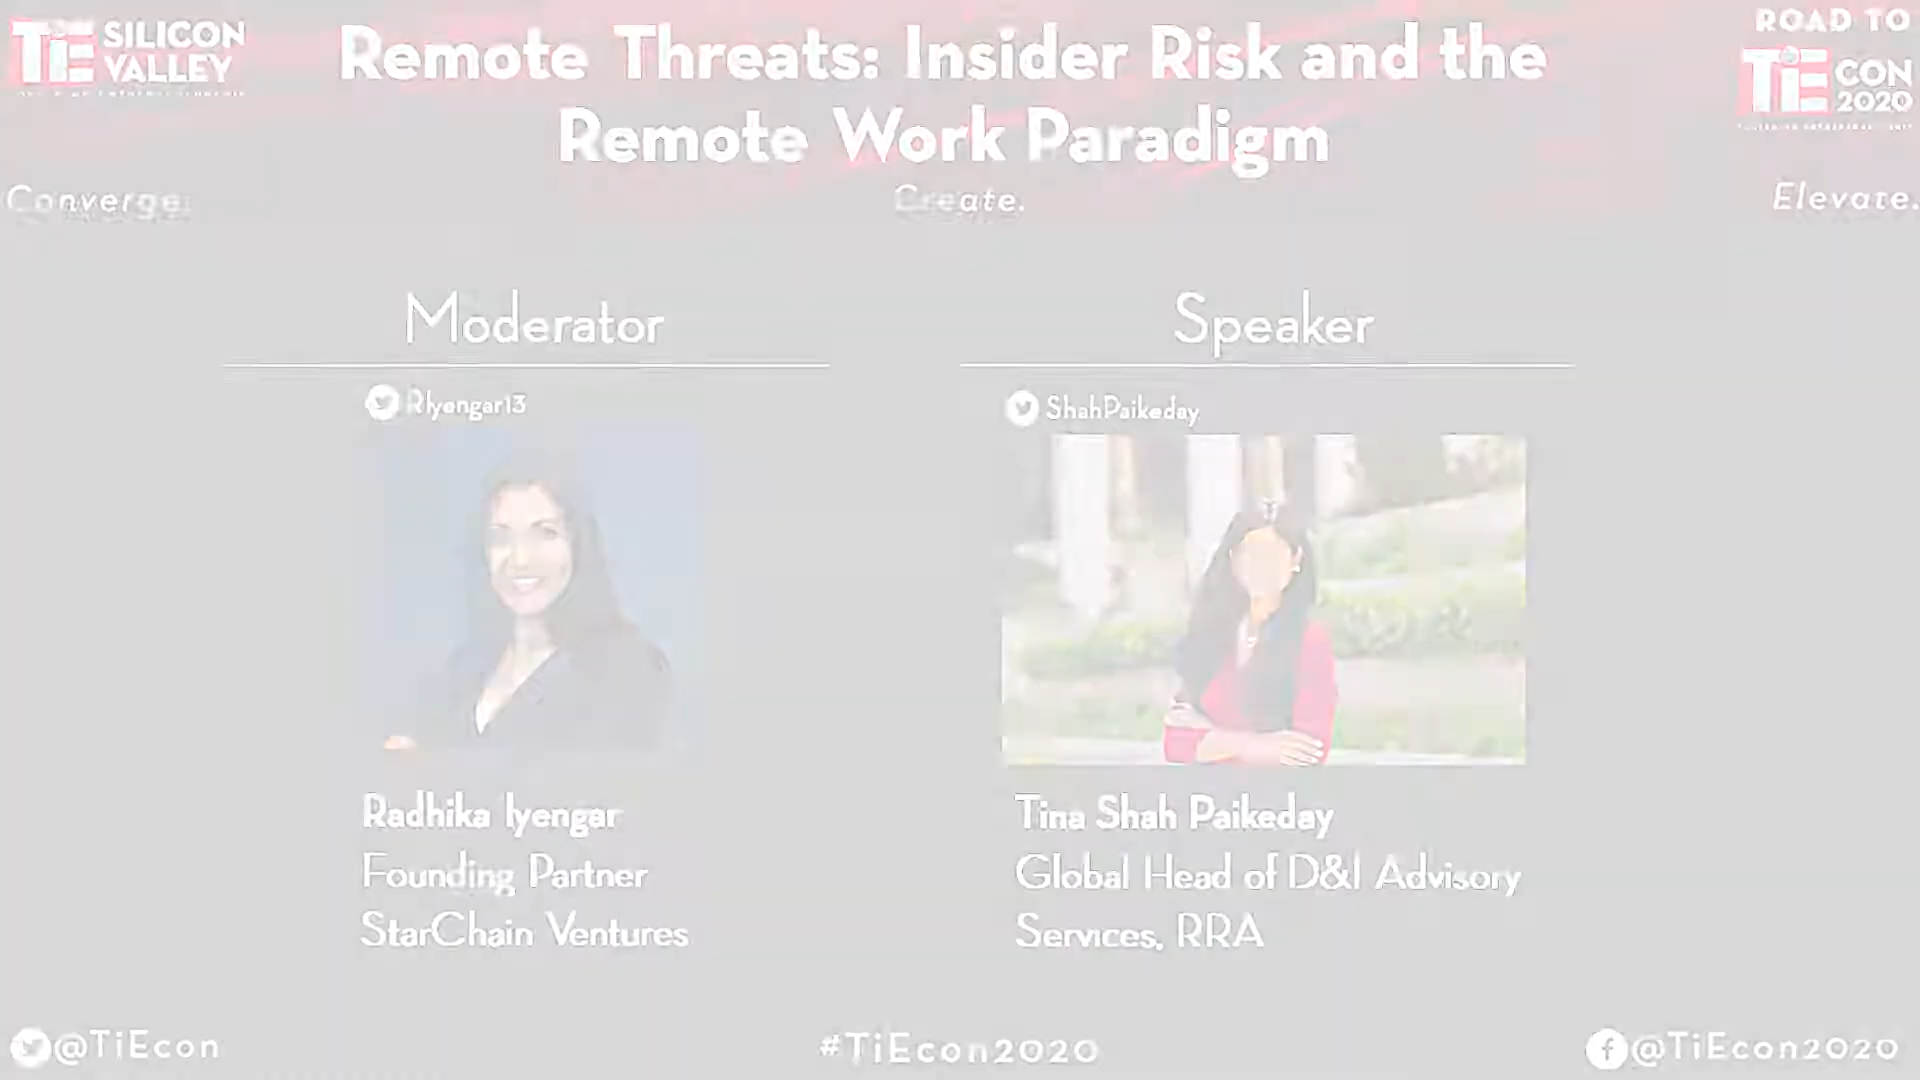 TiE SILICON VALLEY
Remote Threats: Insider Risk and the
Remote Work Paradigm
ROAD TO
TiE CON 2020
Converge.
Create.
Elevate.
Moderator
RIyengar13
Radhika Iyengar
Founding Partner
StarChain Ventures
Speaker
ShahPaikeday
Tina Shah Paikeday
Global Head of D&I Advisory
Services, RRA
@TiEcon
#TiEcon2020
@TiEcon2020